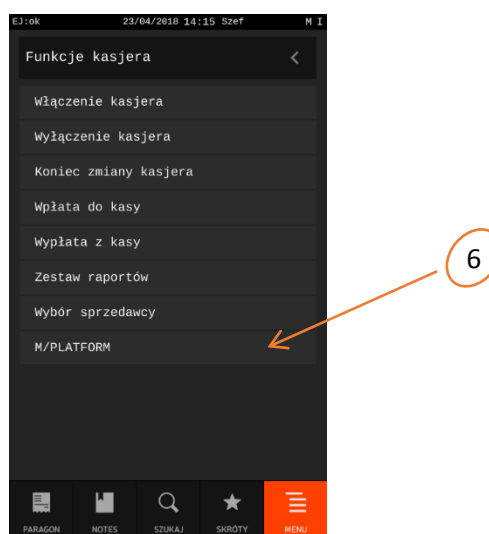 EJ:ok 23/04/2018 14:15 Szef M I
Funkcje kasjera
Włączenie kasjera
Wyłączenie kasjera
Koniec zmiany kasjera
Wpłata do kasy
Wypłata z kasy
6
Zestaw raportów
Wybór sprzedawcy
M/PLATFORM
PARAGON NOTES SZUKAJ SKRÓTY MENU